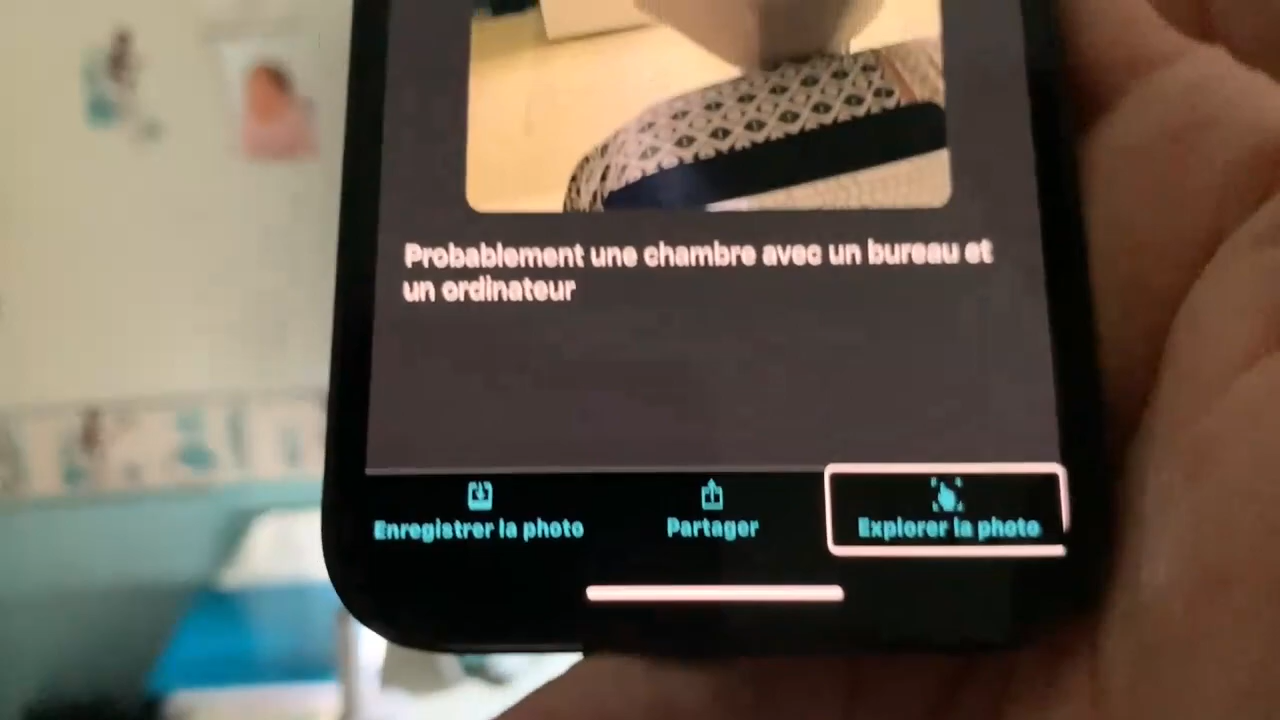 Probablement une chambre avec un bureau et
un ordinateur
Enregistrer la photo
Partager
Explorer la photo